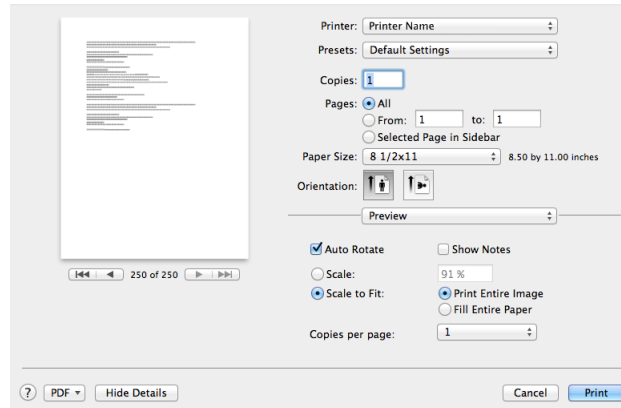 Printer: Printer Name
Presets: Default Settings
Copies: 1
Pages: All
From: 1 to: 1
Selected Page in Sidebar
Paper Size: 8 1/2x11 8.50 by 11.00 inches
Orientation:
Preview
Auto Rotate Show Notes
250 of 250
Scale: 91 %
Scale to Fit: Print Entire Image
Fill Entire Paper
Copies per page: 1
? PDF Hide Details Cancel Print